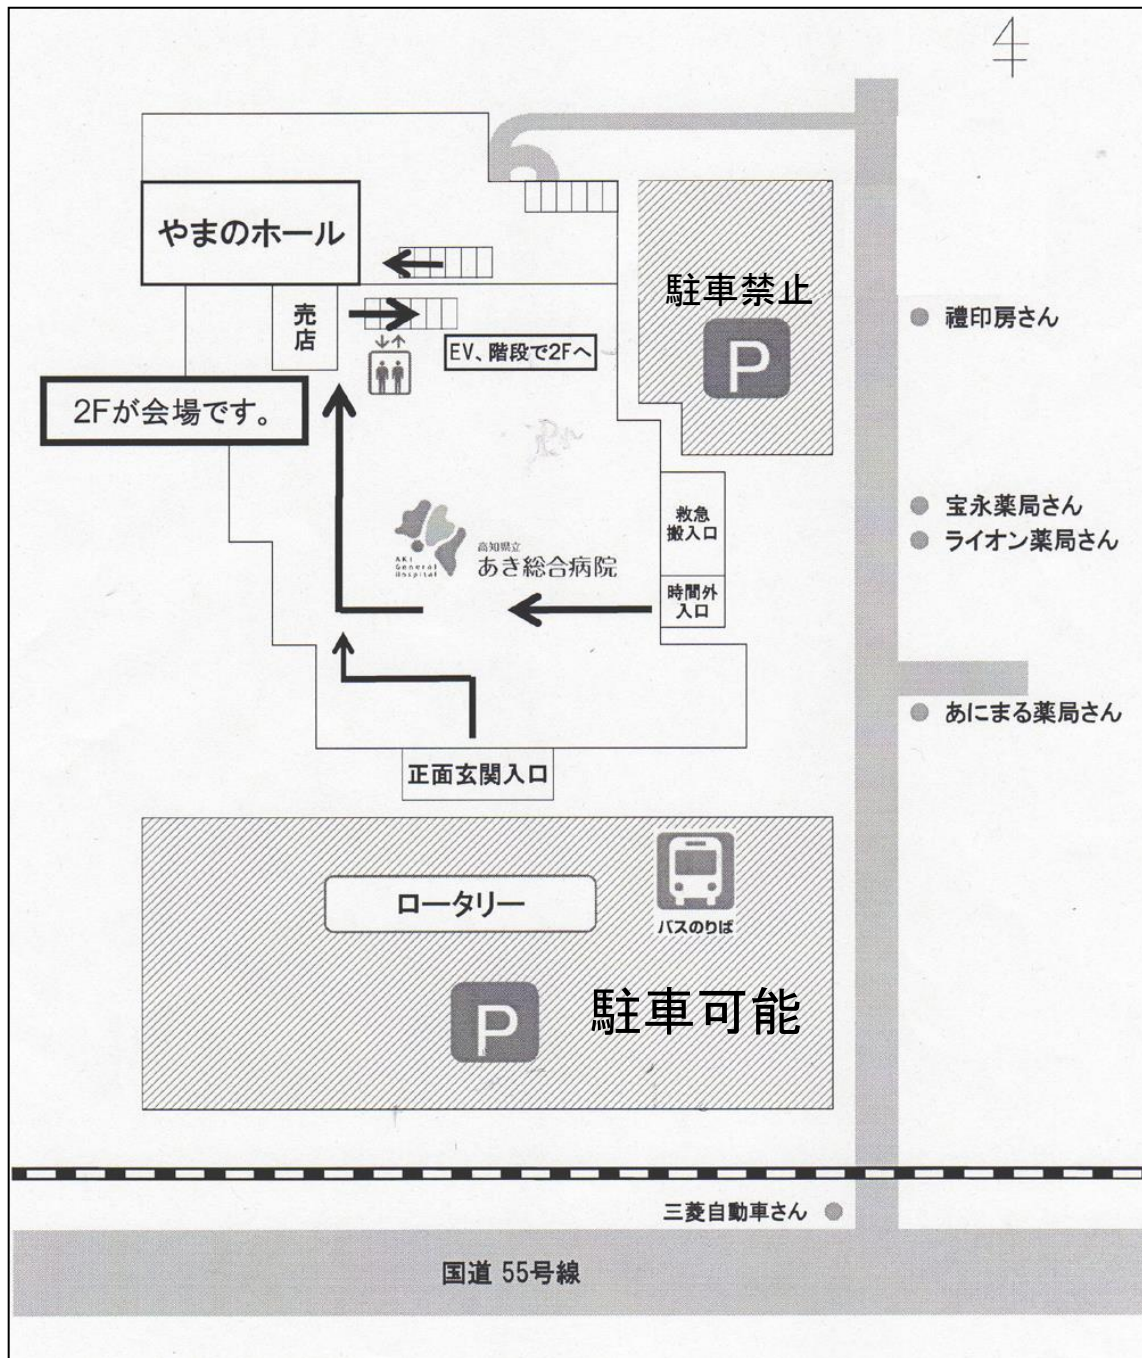 やまのホール
駐車禁止
P
売
店
EV、階段で2Fへ
2Fが会場です。
禮印房さん
宝永薬局さん
ライオン薬局さん
救急
搬入口
AKI
General
Hospital
高知県立
あき総合病院
時間外
入口
あにまる薬局さん
正面玄関入口
ロータリー
バスのりば
P
駐車可能
三菱自動車さん
国道 55号線